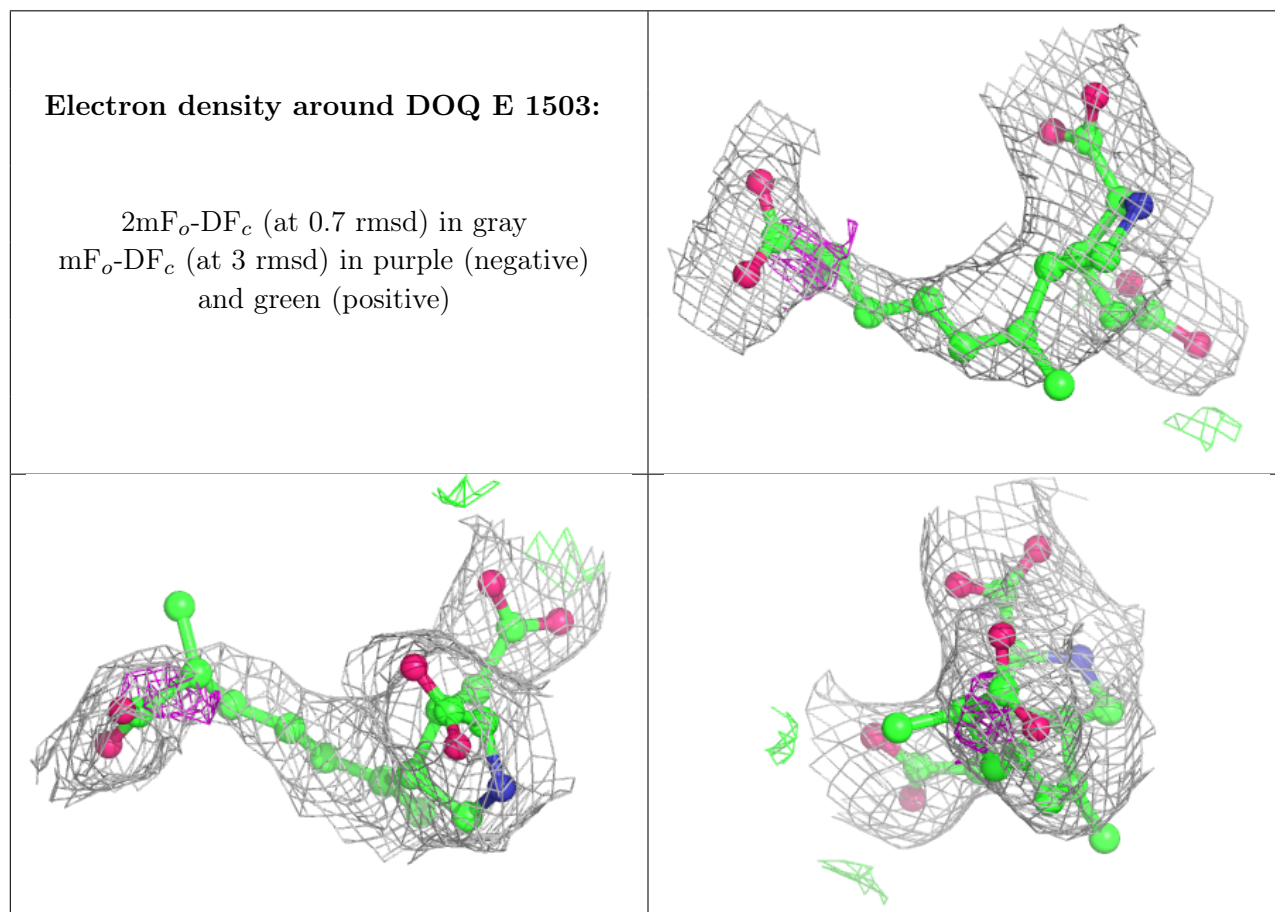 Electron density around DOQ E 1503:
2mFo-DFc (at 0.7 rmsd) in gray
mFo-DFc (at 3 rmsd) in purple (negative)
and green (positive)